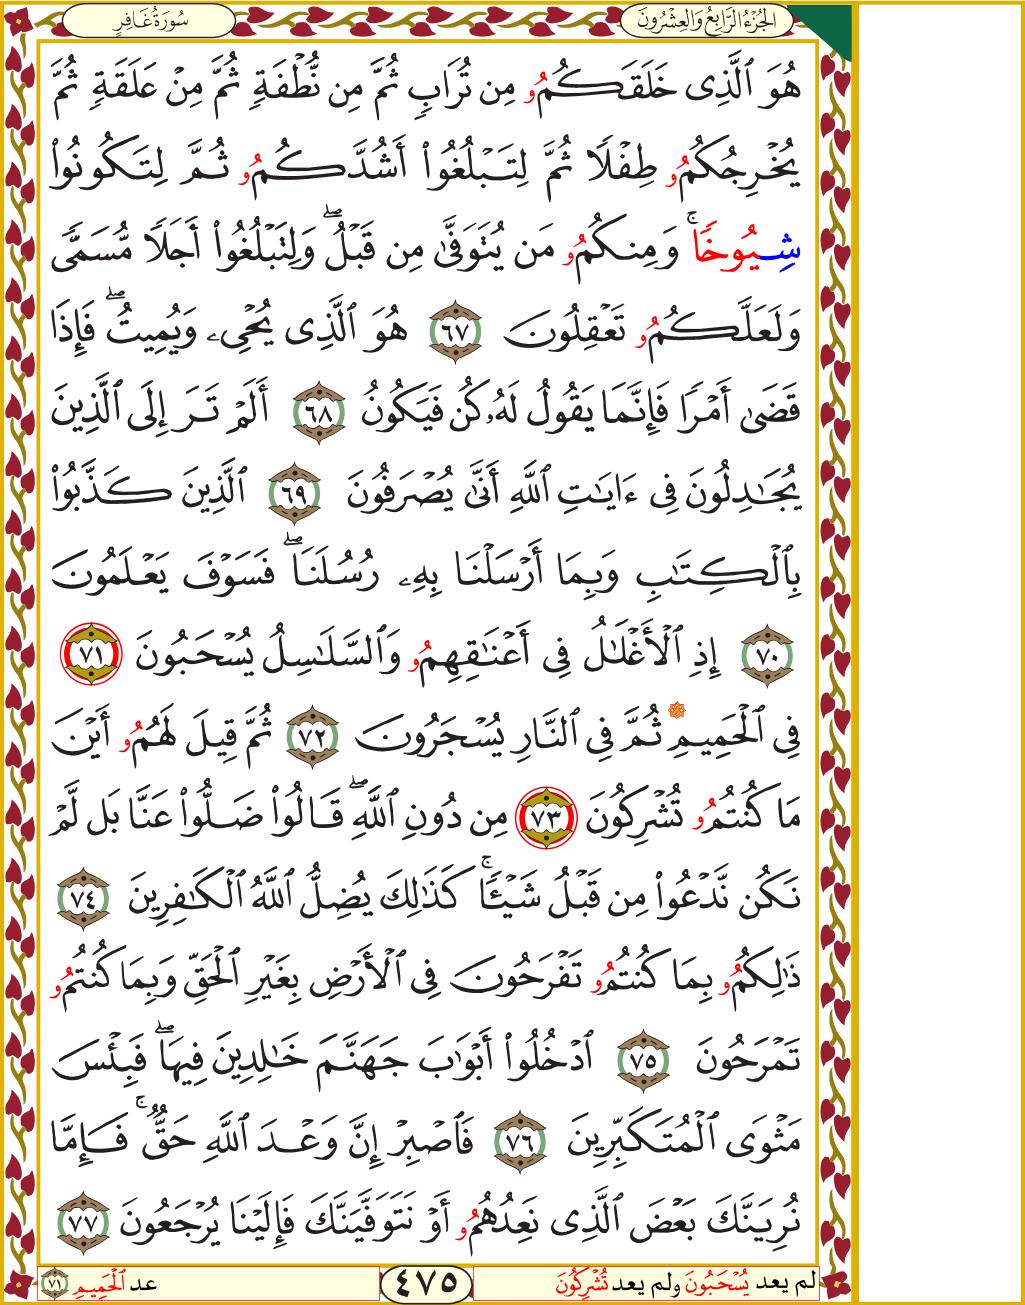 الجُزْءُ الرَّابِعُ وَالعِشْرُونَ
سُورَةُ غَافِرٍ
هُوَ ٱلَّذِى خَلَقَكُمُۥ مِن تُرَابٍ ثُمَّ مِن نُّطْفَةٍ ثُمَّ مِنْ عَلَقَةٍ ثُمَّ
يُخْرِجُكُمُۥ طِفْلًا ثُمَّ لِتَبْلُغُوٓا۟ أَشُدَّكُمُۥ ثُمَّ لِتَكُونُوا۟
شِيُوخًا ۚ وَمِنكُمُۥ مَن يُتَوَفَّىٰ مِن قَبْلُ ۖ وَلِتَبْلُغُوٓا۟ أَجَلًا مُّسَمًّى
وَلَعَلَّكُمُۥ تَعْقِلُونَ ٦٧ هُوَ ٱلَّذِى يُحْىِۦ وَيُمِيتُ ۖ فَإِذَا
قَضَىٰٓ أَمْرًا فَإِنَّمَا يَقُولُ لَهُۥ كُن فَيَكُونُ ٦٨ أَلَمْ تَرَ إِلَى ٱلَّذِينَ
يُجَـٰدِلُونَ فِىٓ ءَايَـٰتِ ٱللَّهِ أَنَّىٰ يُصْرَفُونَ ٦٩ ٱلَّذِينَ كَذَّبُوا۟
بِٱلْكِتَـٰبِ وَبِمَآ أَرْسَلْنَا بِهِۦ رُسُلَنَا ۖ فَسَوْفَ يَعْلَمُونَ
٧٠ إِذِ ٱلْأَغْلَـٰلُ فِىٓ أَعْنَـٰقِهِمُۥ وَٱلسَّلَـٰسِلُ يُسْحَبُونَ ٧١
فِى ٱلْحَمِيمِ ثُمَّ فِى ٱلنَّارِ يُسْجَرُونَ ٧٢ ثُمَّ قِيلَ لَهُمُۥ أَيْنَ
مَا كُنتُمُۥ تُشْرِكُونَ ٧٣ مِن دُونِ ٱللَّهِ ۖ قَالُوا۟ ضَلُّوا۟ عَنَّا بَل لَّمْ
نَكُن نَّدْعُوا۟ مِن قَبْلُ شَيْـًٔا ۚ كَذَٰلِكَ يُضِلُّ ٱللَّهُ ٱلْكَـٰفِرِينَ ٧٤
ذَٰلِكُمُۥ بِمَا كُنتُمُۥ تَفْرَحُونَ فِى ٱلْأَرْضِ بِغَيْرِ ٱلْحَقِّ وَبِمَا كُنتُمُۥ
تَمْرَحُونَ ٧٥ ٱدْخُلُوٓا۟ أَبْوَٰبَ جَهَنَّمَ خَـٰلِدِينَ فِيهَا ۖ فَبِئْسَ
مَثْوَى ٱلْمُتَكَبِّرِينَ ٧٦ فَٱصْبِرْ إِنَّ وَعْدَ ٱللَّهِ حَقٌّ ۚ فَإِمَّا
نُرِيَنَّكَ بَعْضَ ٱلَّذِى نَعِدُهُمُۥٓ أَوْ نَتَوَفَّيَنَّكَ فَإِلَيْنَا يُرْجَعُونَ ٧٧
لم يعد يُسْحَبُونَ ولم يعد تُشْرِكُونَ
٤٧٥
عد ٱلْحَمِيمِ ٧١